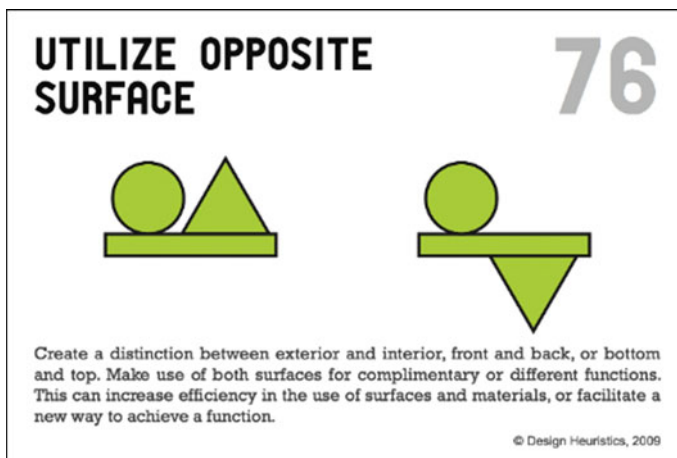 UTILIZE OPPOSITE
SURFACE
76
Create a distinction between exterior and interior, front and back, or bottom
and top. Make use of both surfaces for complimentary or different functions.
This can increase efficiency in the use of surfaces and materials, or facilitate a
new way to achieve a function.
© Design Heuristics, 2009